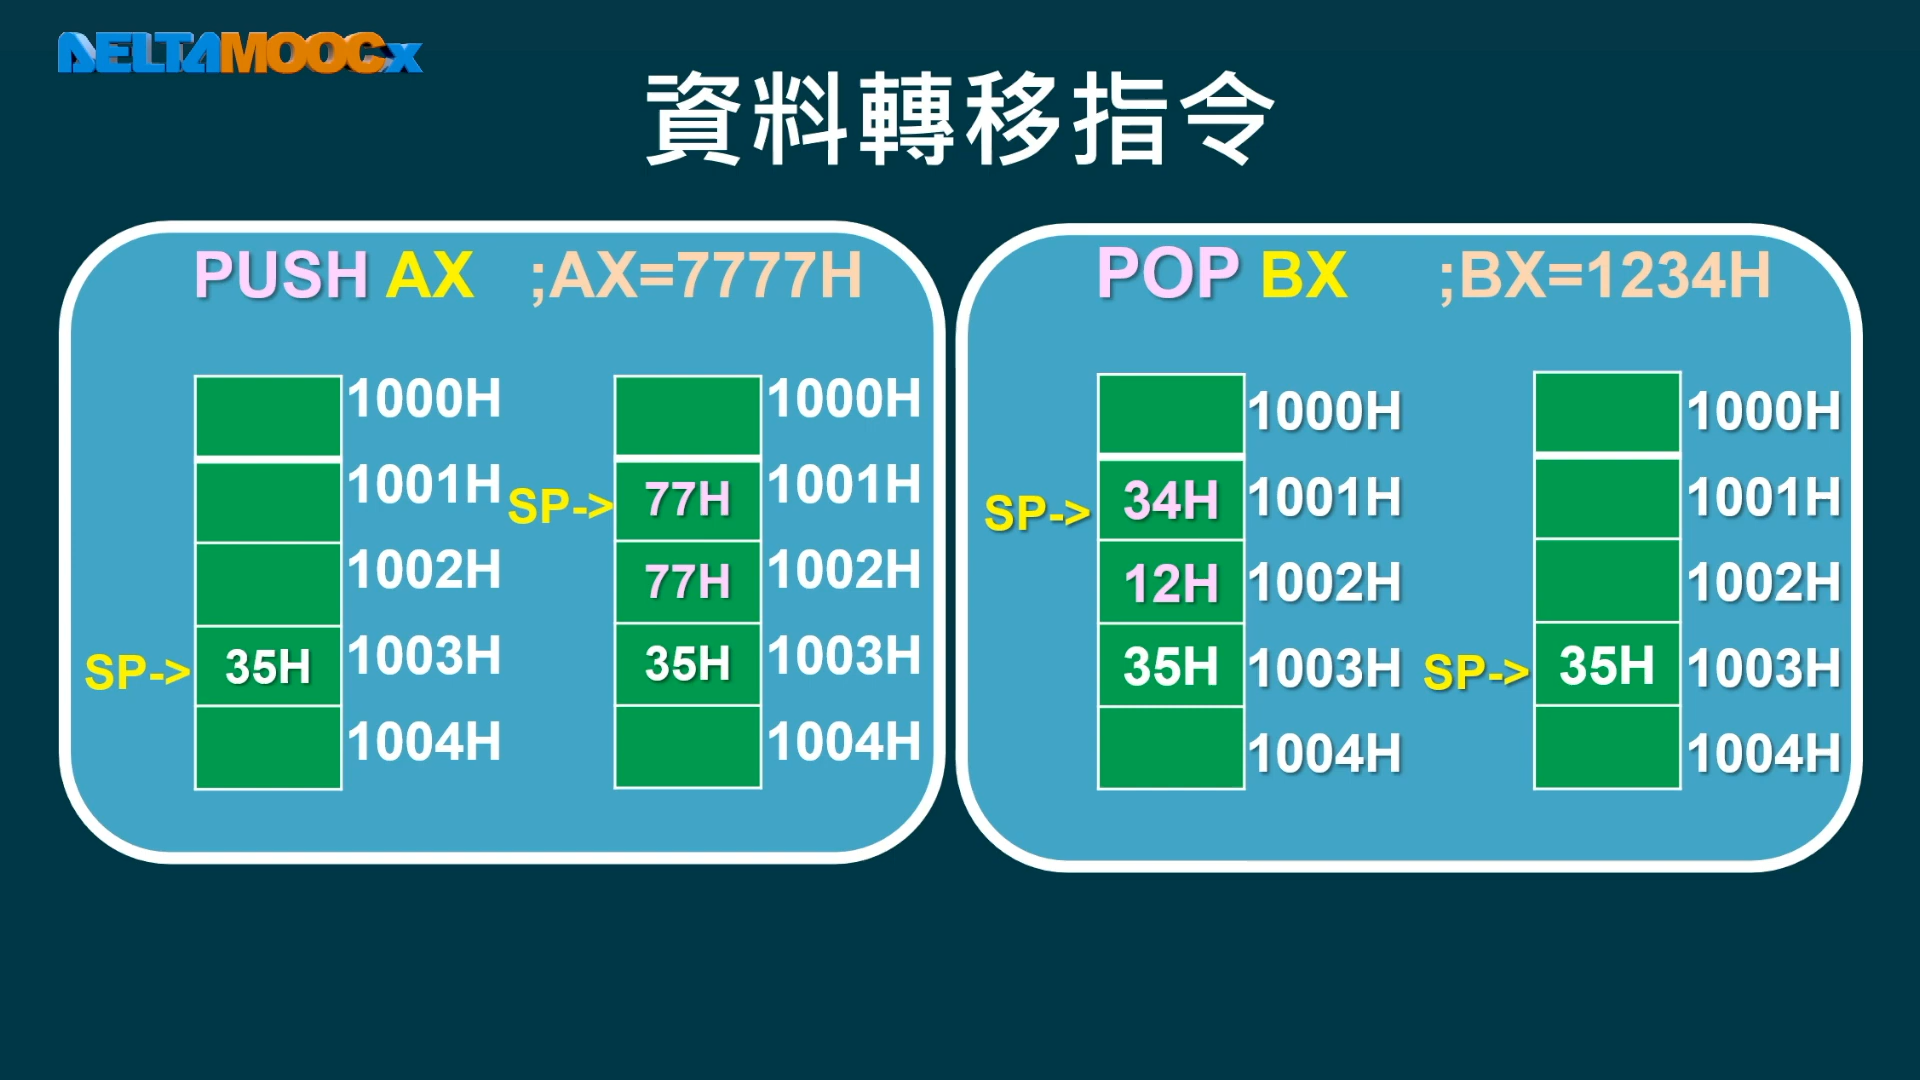 DELTAMOOCx
資料轉移指令
PUSH AX ;AX=7777H
1000H
1001H
1002H
SP-> 35H 1003H
1004H
1000H
SP-> 77H 1001H
77H 1002H
35H 1003H
1004H
POP BX ;BX=1234H
1000H
SP-> 34H 1001H
12H 1002H
35H 1003H
1004H
1000H
1001H
1002H
SP-> 35H 1003H
1004H